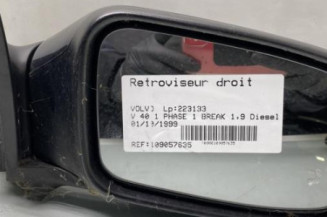 Retroviseur droit
VOLVO Lp:223133
V 40 1 PHASE 1 BREAK 1.9 Diesel
01/11/1999
REF:109057635